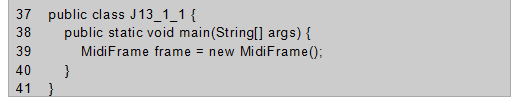 37 public class J13_1_1 {
38 public static void main(String[] args) {
39 MidiFrame frame = new MidiFrame();
40 }
41 }